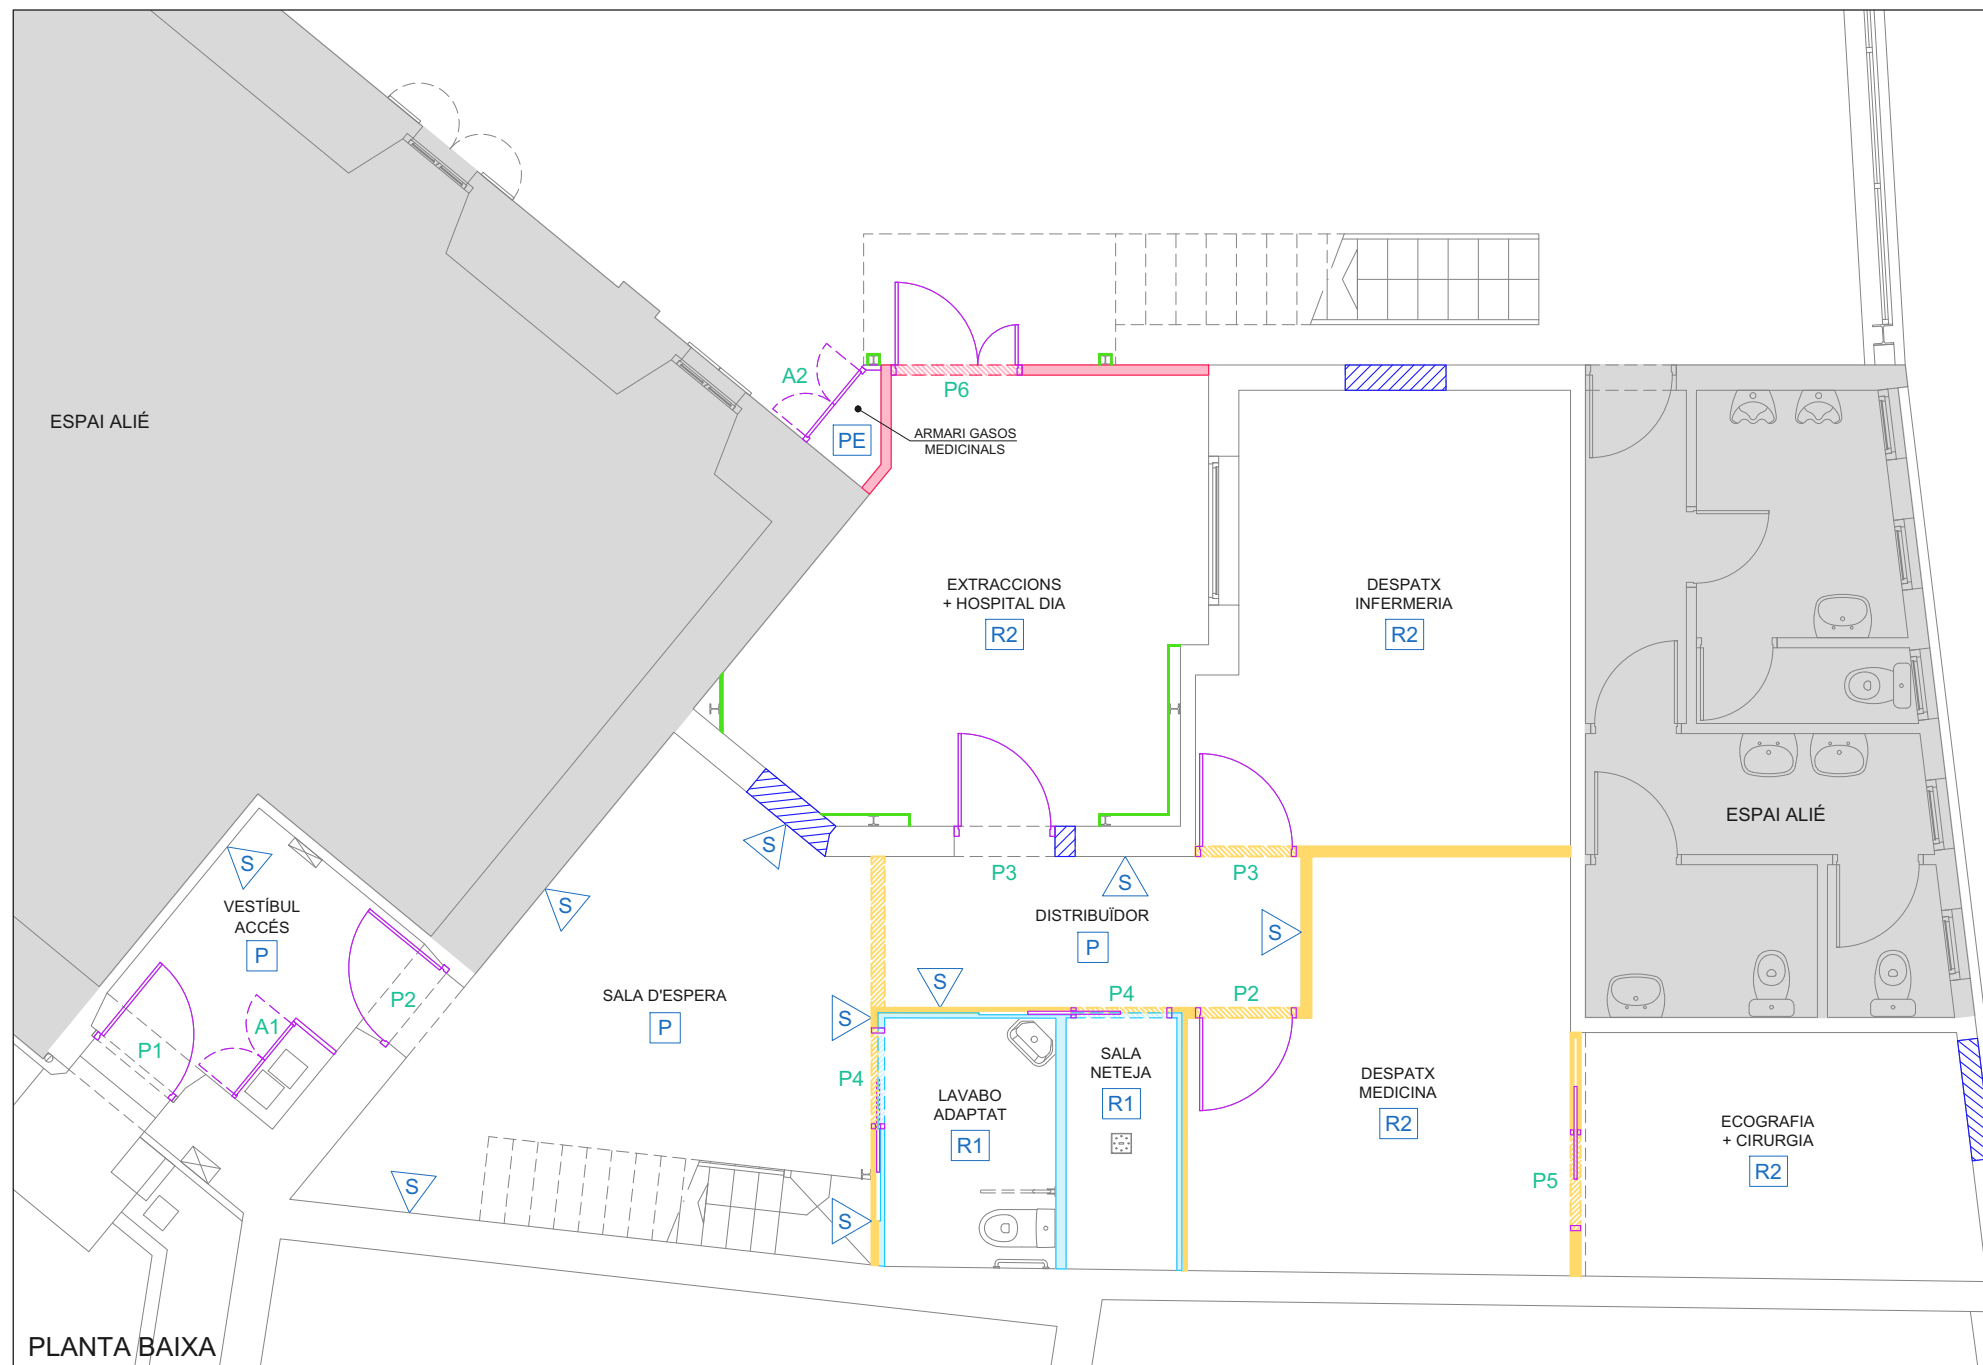 A2
P6
ESPAI ALIÉ
PE
ARMARI GASOS
MEDICINALS
EXTRACCIONS
+ HOSPITAL DIA
R2
DESPATX
INFERMERIA
R2
ESPAI ALIÉ
S
S
S
P3
S
P3
VESTÍBUL
ACCÉS
P
DISTRIBUÏDOR
P
S
S
P2
SALA D'ESPERA
P
S
P4
P2
A1
P1
P4
SALA
NETEJA
R1
LAVABO
ADAPTAT
R1
DESPATX
MEDICINA
R2
ECOGRAFIA
+ CIRURGIA
R2
P5
S
S
PLANTA BAIXA